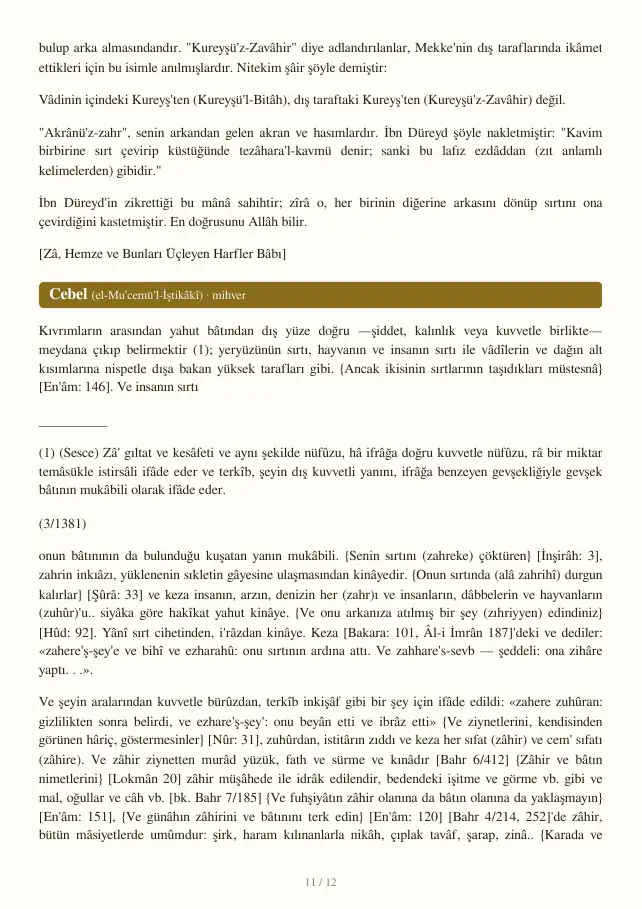 bulup arka almasındandır. "Kureyşü'z-Zavâhir" diye adlandırılanlar, Mekke'nin dış taraflarında ikâmet
ettikleri için bu isimle anılmışlardır. Nitekim şâir şöyle demiştir:
Vâdinin içindeki Kureyş'ten (Kureyşü'l-Bitâh), dış taraftaki Kureyş'ten (Kureyşü'z-Zavâhir) değil.
"Akrânü'z-zahr", senin arkandan gelen akran ve hasımlardır. İbn Düreyd şöyle nakletmiştir: "Kavim
birbirine sırt çevirip küstüğünde tezâhara'l-kavmü denir; sanki bu lafız ezdâddan (zıt anlamlı
kelimelerden) gibidir."
İbn Düreyd'in zikrettiği bu mânâ sahihtir; zîrâ o, her birinin diğerine arkasını dönüp sırtını ona
çevirdiğini kastetmiştir. En doğrusunu Allâh bilir.
[Zâ, Hemze ve Bunları Üçleyen Harfler Bâbı]
Cebel (el-Mu'cemü'l-İştikâkî) · mihver
Kıvrımların arasından yahut bâtından dış yüze doğru —şiddet, kalınlık veya kuvvetle birlikte—
meydana çıkıp belirmektir (1); yeryüzünün sırtı, hayvanın ve insanın sırtı ile vâdîlerin ve dağın alt
kısımlarına nispetle dışa bakan yüksek tarafları gibi. {Ancak ikisinin sırtlarının taşıdıkları müstesnâ}
[En'âm: 146]. Ve insanın sırtı
(1) (Sesce) Zâ' gıltat ve kesâfeti ve aynı şekilde nüfûzu, hâ ifrâğa doğru kuvvetle nüfûzu, râ bir miktar
temâsükle istirsâli ifâde eder ve terkîb, şeyin dış kuvvetli yanını, ifrâğa benzeyen gevşekliğiyle gevşek
bâtının mukâbili olarak ifâde eder.
(3/1381)
onun bâtınının da bulunduğu kuşatan yanın mukâbili. {Senin sırtını (zahreke) çöktüren} [İnşirâh: 3],
zahrin inkıâzı, yüklenenin sıkletin gâyesine ulaşmasından kinâyedir. {Onun sırtında (alâ zahrihî) durgun
kalırlar} [Şûrâ: 33] ve keza insanın, arzın, denizin her (zahr)ı ve insanların, dâbbelerin ve hayvanların
(zuhûr)'u.. siyâka göre hakîkat yahut kinâye. {Ve onu arkanıza atılmış bir şey (zıhriyyen) edindiniz}
[Hûd: 92]. Yânî sırt cihetinden, i'râzdan kinâye. Keza [Bakara: 101, Âl-i İmrân 187]'deki ve dediler:
«zahere'ş-şey'e ve bihî ve ezharahû: onu sırtının ardına attı. Ve zahhare's-sevb — şeddeli: ona zihâre
yaptı. . .».
Ve şeyin aralarından kuvvetle bürûzdan, terkîb inkişâf gibi bir şey için ifâde edildi: «zahere zuhûran:
gizlilikten sonra belirdi, ve ezhare'ş-şey': onu beyân etti ve ibrâz etti» {Ve ziynetlerini, kendisinden
görünen hâriç, göstermesinler} [Nûr: 31], zuhûrdan, istitârın zıddı ve keza her sıfat (zâhir) ve cem' sıfatı
(zâhire). Ve zâhir ziynetten murâd yüzük, fath ve sürme ve kınâdır [Bahr 6/412] {Zâhir ve bâtın
nimetlerini} [Lokmân 20] zâhir müşâhede ile idrâk edilendir, bedendeki işitme ve görme vb. gibi ve
mal, oğullar ve câh vb. [bk. Bahr 7/185] {Ve fuhşiyâtın zâhir olanına da bâtın olanına da yaklaşmayın}
[En'âm: 151], {Ve günâhın zâhirini ve bâtınını terk edin} [En'âm: 120] [Bahr 4/214, 252]'de zâhir,
bütün mâsiyetlerde umûmdur: şirk, haram kılınanlarla nikâh, çıplak tavâf, şarap, zinâ.. {Karada ve
11 / 12